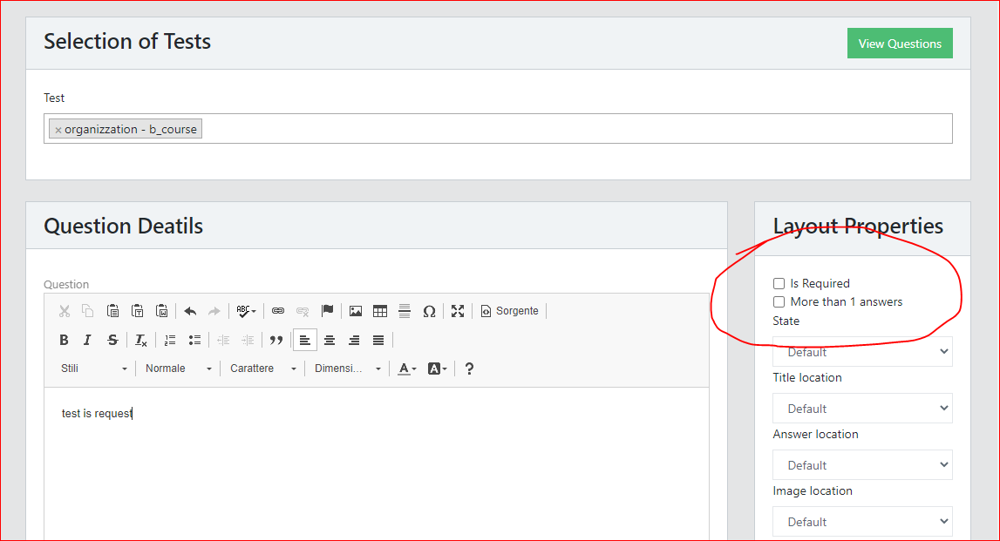 Selection of Tests
View Questions
Test
× organizzation - b_course
Question Deatils
Layout Properties
Question
Is Required
More than 1 answers
State
ABC
Sorgente
B I S Tx
Stili
Normale
Carattere
Dimensi...
A
A
?
Default
Title location
test is request
Default
Answer location
Default
Image location
Default